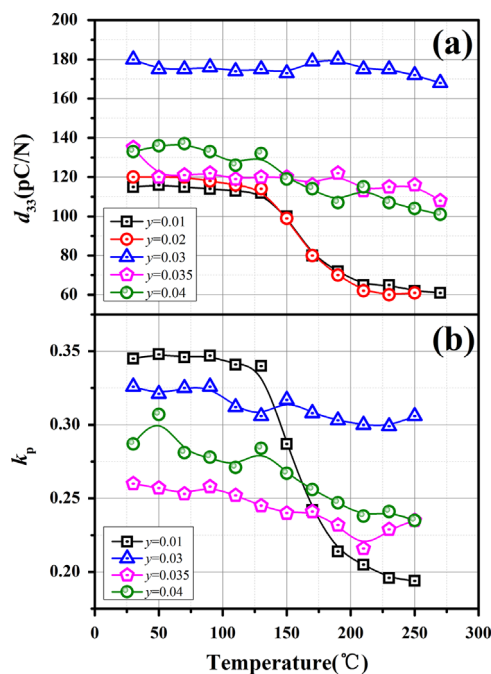 (a)
180
160
140
120
100
80
60
d33(pC/N)
y=0.01
y=0.02
y=0.03
y=0.035
y=0.04
(b)
0.35
0.30
0.25
0.20
kp
y=0.01
y=0.03
y=0.035
y=0.04
0 50 100 150 200 250 300
Temperature(℃)